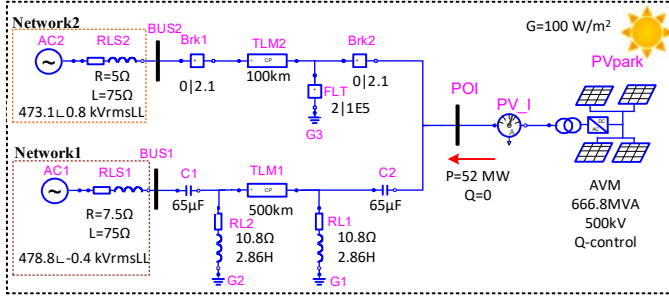 Network2
AC2
RLS2
BUS2
R=5Ω
L=75Ω
473.1∟0.8 kVrmsLL
Brk1
0|2.1
TLM2
CP
100km
FLT
2|1E5
G3
Brk2
0|2.1
Network1
AC1
RLS1
BUS1
R=7.5Ω
L=75Ω
478.8∟-0.4 kVrmsLL
C1
65µF
TLM1
CP
500km
C2
65µF
RL2
10.8Ω
2.86H
G2
RL1
10.8Ω
2.86H
G1
POI
P=52 MW
Q=0
PV_I
A
G=100 W/m²
PVpark
DC
AC
AVM
666.8MVA
500kV
Q-control